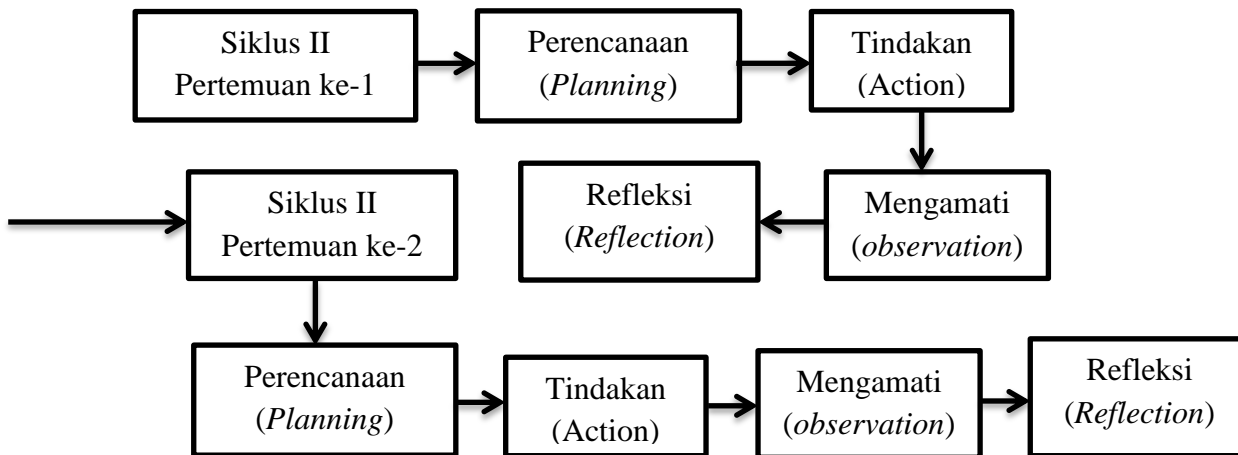 Siklus II
Pertemuan ke-1
Perencanaan
(Planning)
Tindakan
(Action)
Mengamati
(observation)
Refleksi
(Reflection)
Siklus II
Pertemuan ke-2
Perencanaan
(Planning)
Tindakan
(Action)
Mengamati
(observation)
Refleksi
(Reflection)